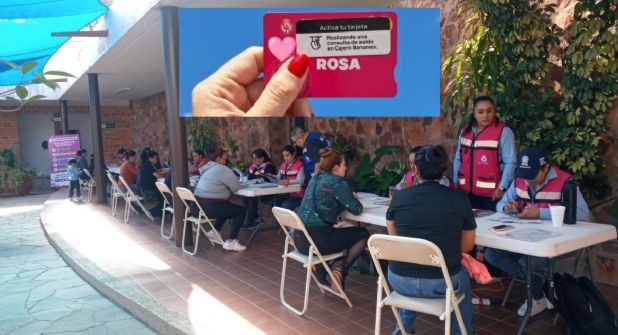 Activa tu tarjeta
Realizando una
consulta de saldo
en Cajero Banamex.
ROSA